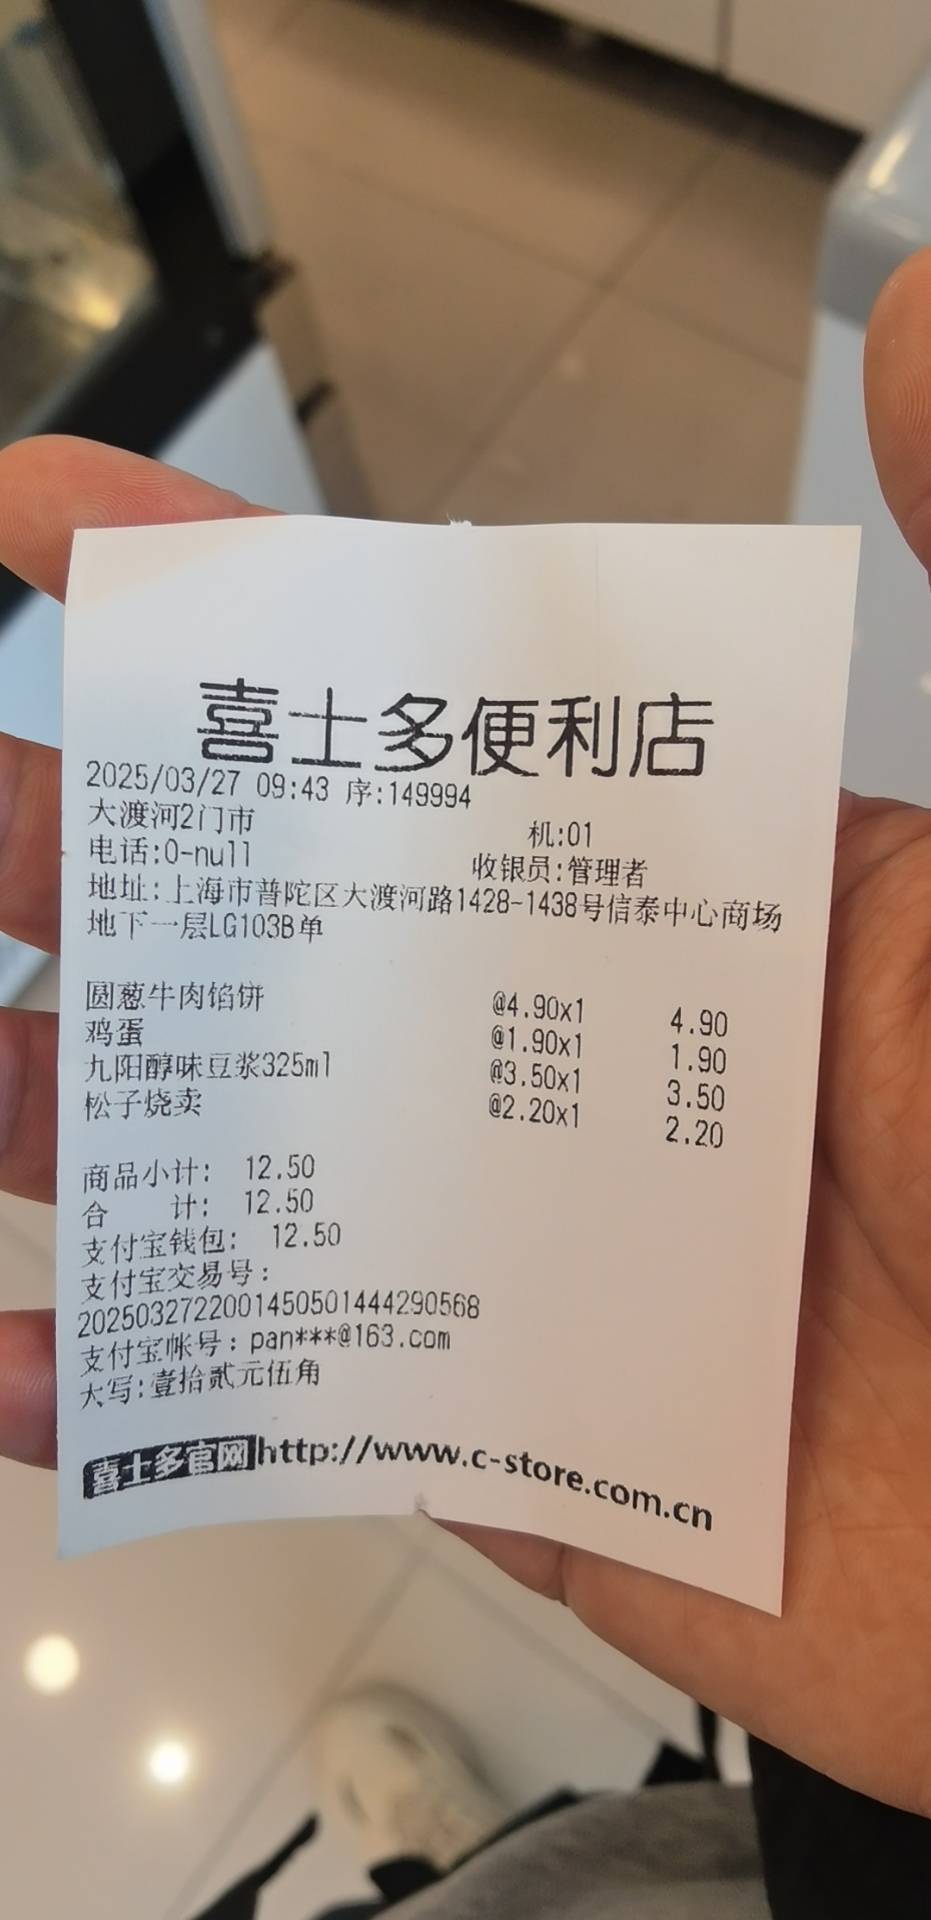 喜士多便利店
2025/03/27 09:43 序:149994
大渡河2门市 机:01
电话:0-null 收银员:管理者
地址:上海市普陀区大渡河路1428-1438号信泰中心商场
地下一层LG103B单
圆葱牛肉馅饼 @4.90x1 4.90
鸡蛋 @1.90x1 1.90
九阳醇味豆浆325ml @3.50x1 3.50
松子烧卖 @2.20x1 2.20
商品小计: 12.50
合 计: 12.50
支付宝钱包: 12.50
支付宝交易号:
2025032722001450501444290568
支付宝帐号:pan***@163.com
大写:壹拾贰元伍角
喜士多官网http://www.c-store.com.cn